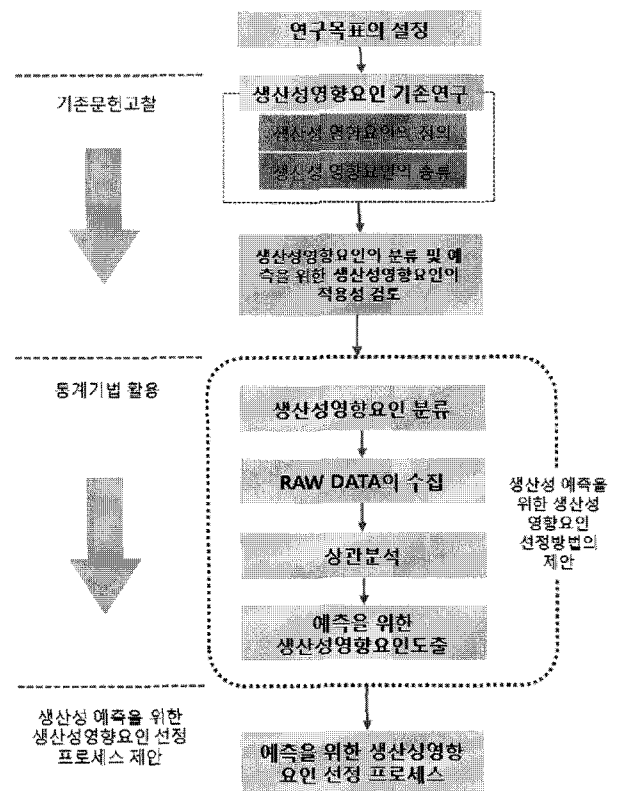 연구목표의 설정
기존문헌고찰
생산성영향요인 기존연구
생산성 영향요인의 정의
생산성 영향요인의 종류
생산성영향요인이 분류 및 예
측을 위한 생산성영향요인이
적용성 검토
통계기법 활용
생산성영향요인 분류
RAW DATA이 수집
상관분석
예측을 위한
생산성영향요인도출
생산성 예측을
위한 생산성
영향요인
선정방법의
제안
생산성 예측을 위한
생산성영향요인 선정
프로세스 제안
예측을 위한 생산성영향
요인 선정 프로세스